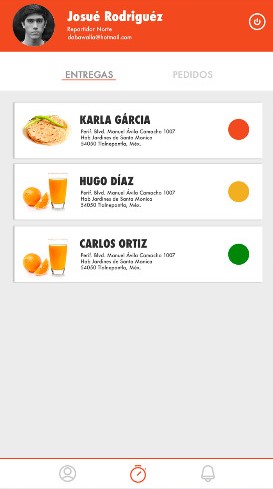 Josué Rodriguéz
Repartidor Norte
dabavalla@hotmail.com
ENTREGAS
PEDIDOS
KARLA GÁRCIA
Perif. Blvd. Manuel Ávila Camacho 1007
Hab Jardines de Santa Monica
54050 Tlalnepantla, Méx.
HUGO DÍAZ
Perif. Blvd. Manuel Ávila Camacho 1007
Hab Jardines de Santa Monica
54050 Tlalnepantla, Méx.
CARLOS ORTIZ
Perif. Blvd. Manuel Ávila Camacho 1007
Hab Jardines de Santa Monica
54050 Tlalnepantla, Méx.